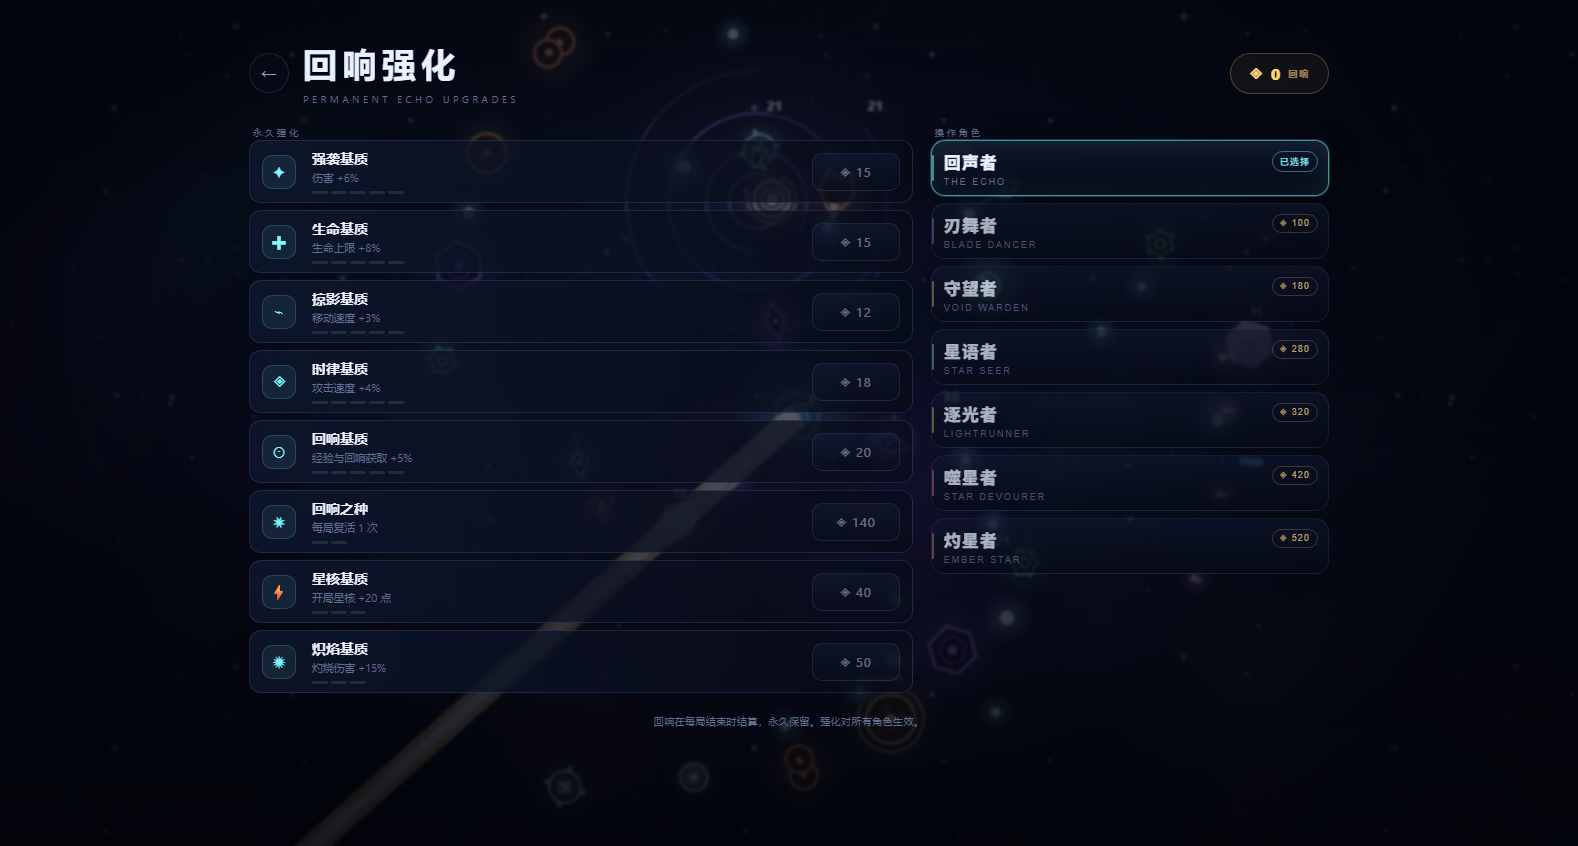 ←
回响强化
PERMANENT ECHO UPGRADES
0 回响
21
21
永久强化
强袭基质
伤害 +6%
15
生命基质
生命上限 +8%
15
掠影基质
移动速度 +3%
12
时律基质
攻击速度 +4%
18
回响基质
经验与回响获取 +5%
20
回响之种
每局复活 1 次
140
星核基质
开局星核 +20 点
40
炽焰基质
灼烧伤害 +15%
50
操作角色
回声者
已选择
THE ECHO
刃舞者
100
BLADE DANCER
守望者
180
VOID WARDEN
星语者
280
STAR SEER
逐光者
320
LIGHTRUNNER
噬星者
420
STAR DEVOURER
灼星者
520
EMBER STAR
回响在每局结束时结算，永久保留。强化对所有角色生效。